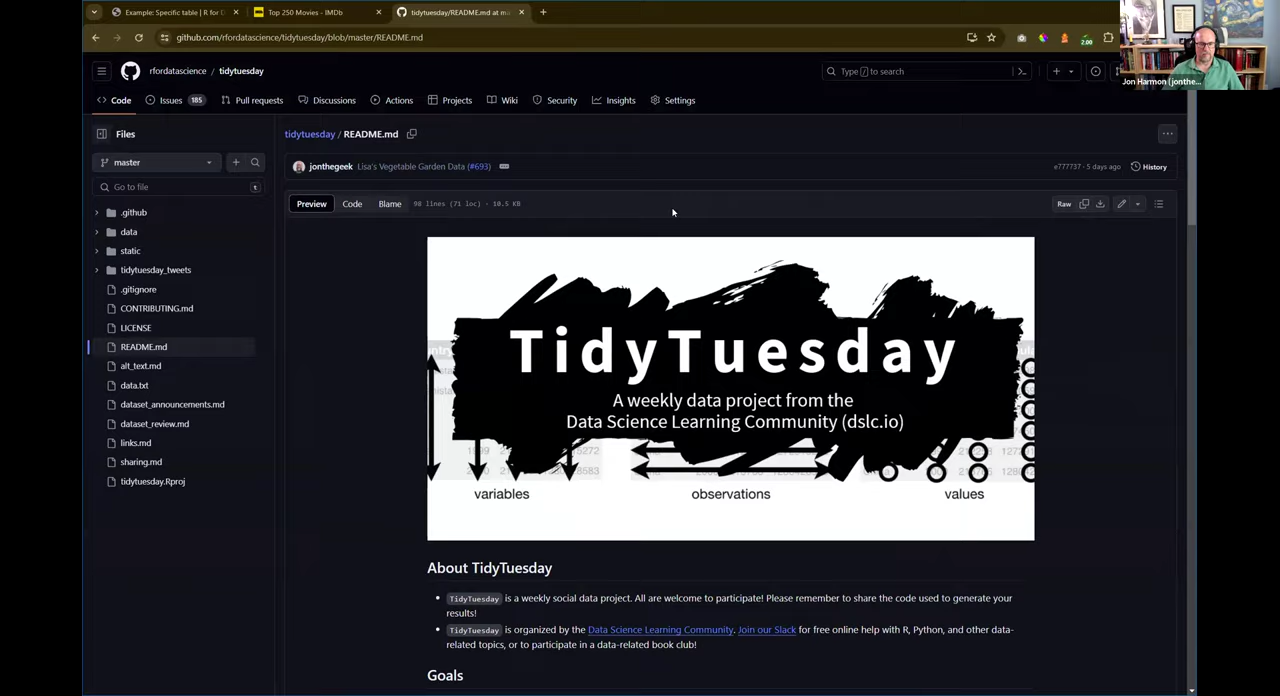 Example: Specific table | R for D
Top 250 Movies - IMDb
tidytuesday/README.md at m
github.com/rfordatascience/tidytuesday/blob/master/README.md
2.00
Jon Harmon (jonthe...
rfordatascience / tidytuesday
Type / to search
Code
Issues 185
Pull requests
Discussions
Actions
Projects
Wiki
Security
Insights
Settings
Files
master
Go to file
t
.github
data
static
tidytuesday_tweets
.gitignore
CONTRIBUTING.md
LICENSE
README.md
alt_text.md
data.txt
dataset_announcements.md
dataset_review.md
links.md
sharing.md
tidytuesday.Rproj
tidytuesday / README.md
jonthegeek Lisa's Vegetable Garden Data (#693)
e777737 · 5 days ago
History
Preview
Code
Blame
98 lines (71 loc) · 10.5 KB
Raw
TidyTuesday
A weekly data project from the
Data Science Learning Community (dslc.io)
variables
observations
values
About TidyTuesday
• TidyTuesday is a weekly social data project. All are welcome to participate! Please remember to share the code used to generate your
results!
• TidyTuesday is organized by the Data Science Learning Community. Join our Slack for free online help with R, Python, and other data-
related topics, or to participate in a data-related book club!
Goals